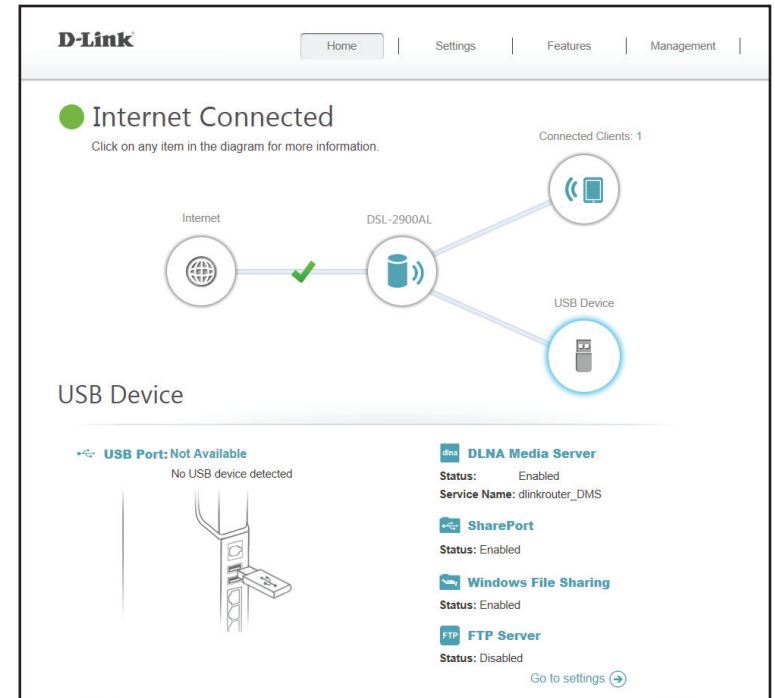 D-Link
Home
Settings
Features
Management
Internet Connected
Click on any item in the diagram for more information.
Connected Clients: 1
Internet
DSL-2900AL
USB Device
USB Device
USB Port: Not Available
No USB device detected
dlna DLNA Media Server
Status: Enabled
Service Name: dlinkrouter_DMS
SharePort
Status: Enabled
Windows File Sharing
Status: Enabled
FTP FTP Server
Status: Disabled
Go to settings